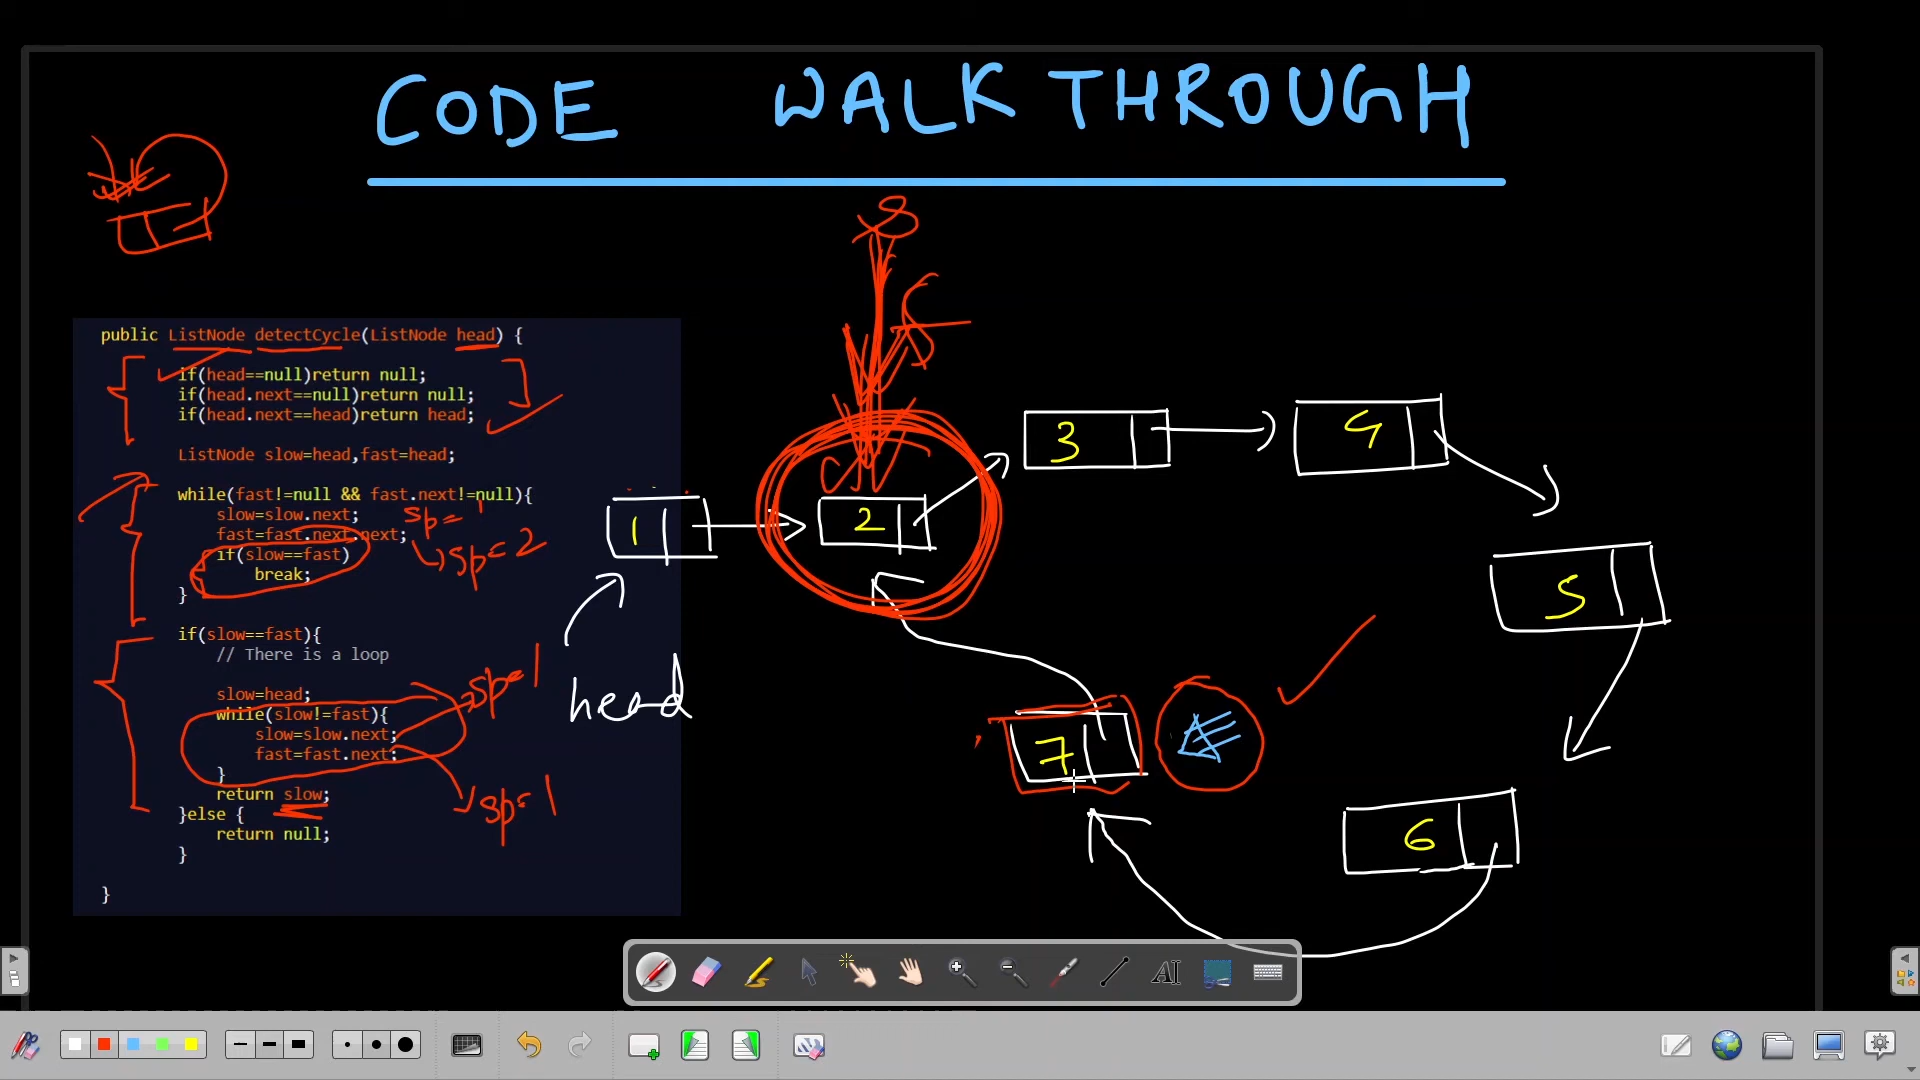 CODE WALKTHROUGH
S
f
public ListNode detectCycle(ListNode head) {
if(head==null)return null;
if(head.next==null)return null;
if(head.next==head)return head;
ListNode slow=head,fast=head;
while(fast!=null && fast.next!=null){
slow=slow.next;
sp=1
fast=fast.next.next;
sp=2
if(slow==fast)
break;
}
if(slow==fast){
// There is a loop
slow=head;
while(slow!=fast){
slow=slow.next;
fast=fast.next;
}
return slow;
}else {
return null;
}
}
sp=1
sp=1
head
1
2
3
4
5
6
7
AI